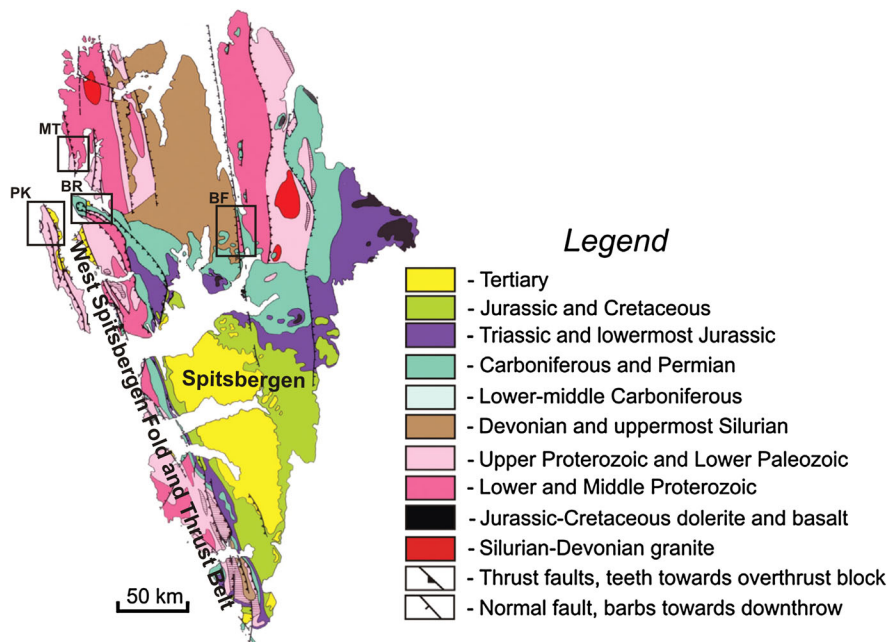 MT
PK
BR
BF
West Spitsbergen Fold and Thrust Belt
Spitsbergen
50 km
Legend
- Tertiary
- Jurassic and Cretaceous
- Triassic and lowermost Jurassic
- Carboniferous and Permian
- Lower-middle Carboniferous
- Devonian and uppermost Silurian
- Upper Proterozoic and Lower Paleozoic
- Lower and Middle Proterozoic
- Jurassic-Cretaceous dolerite and basalt
- Silurian-Devonian granite
- Thrust faults, teeth towards overthrust block
- Normal fault, barbs towards downthrow